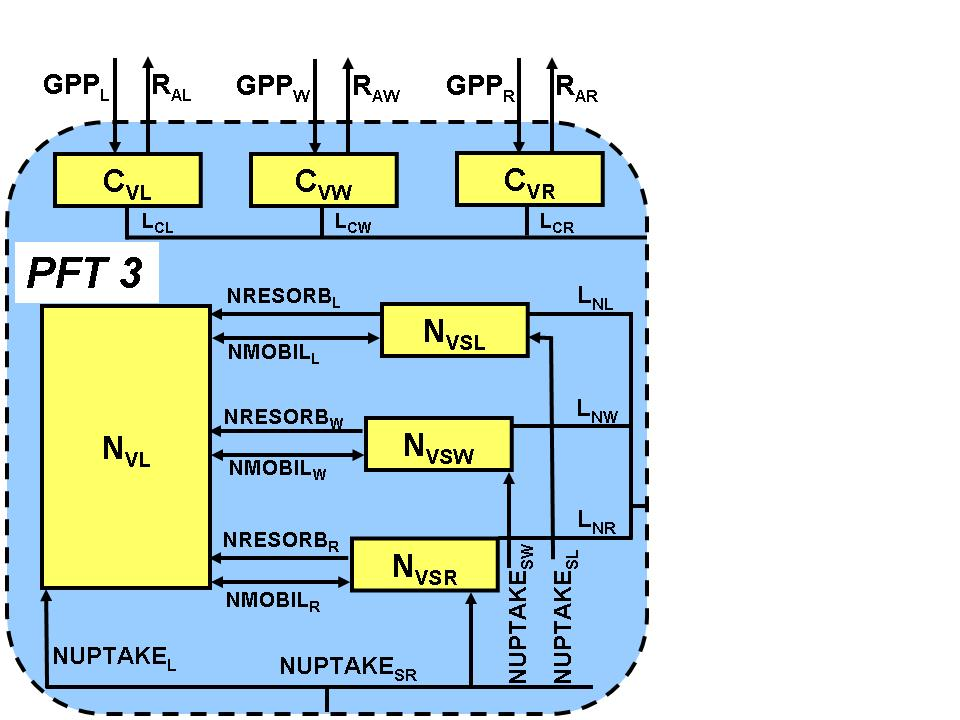 GPPL RAL GPPW RAW GPPR RAR
CVL CVW CVR
LCL LCW LCR
PFT 3
NRESORBL LNL
NVSL
NMOBILL
NRESORBW LNW
NVL NVSW
NMOBILW
LNR
NRESORBR
NVSR
NMOBILR
NUPTAKESW
NUPTAKESL
NUPTAKEL
NUPTAKESR